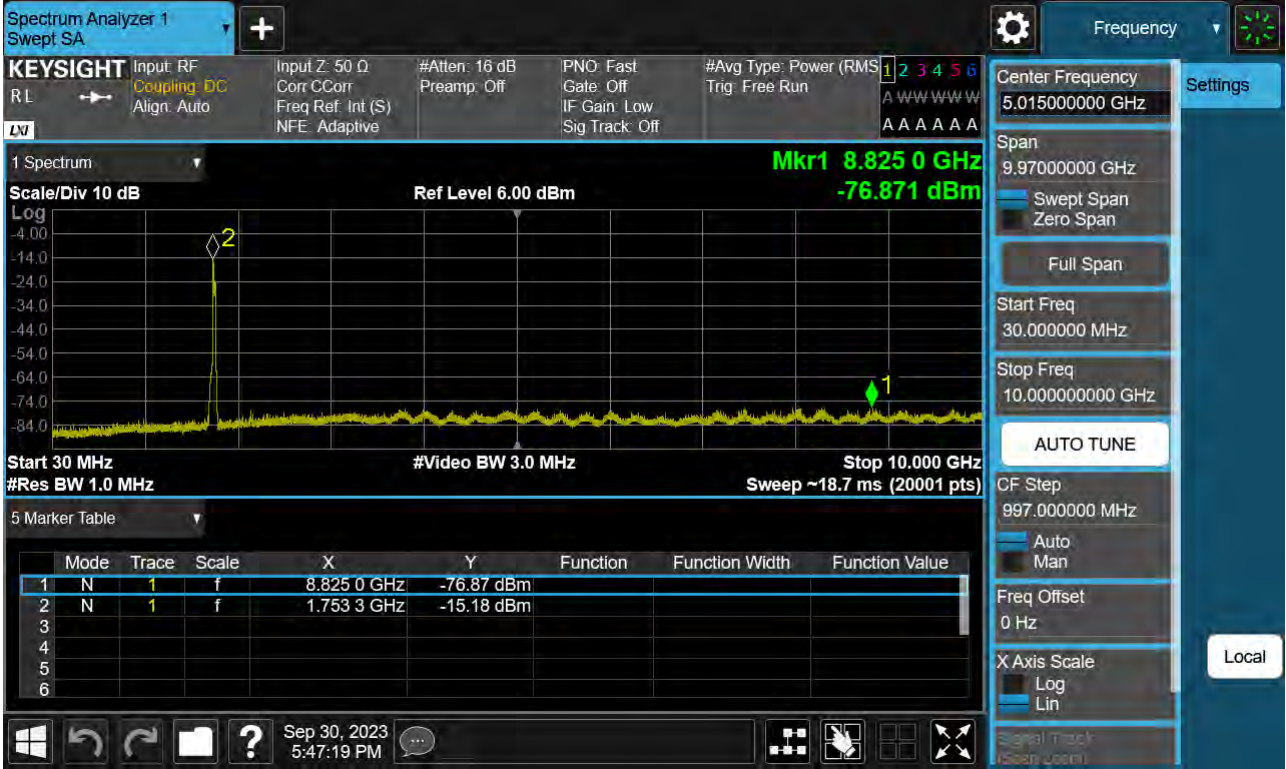 Spectrum Analyzer 1
Swept SA
+
Frequency
KEYSIGHT
RL
LXI
Input: RF
Coupling: DC
Align: Auto
Input Z: 50 Ω
Corr CCorr
Freq Ref: Int (S)
NFE: Adaptive
#Atten: 16 dB
Preamp: Off
PNO: Fast
Gate: Off
IF Gain: Low
Sig Track: Off
#Avg Type: Power (RMS
Trig: Free Run
1 2 3 4 5 6
A W W W W W
A A A A A A
1 Spectrum
Scale/Div 10 dB
Ref Level 6.00 dBm
Mkr1 8.825 0 GHz
-76.871 dBm
Log
-4.00
-14.0
-24.0
-34.0
-44.0
-54.0
-64.0
-74.0
-84.0
2
1
Start 30 MHz
#Video BW 3.0 MHz
Stop 10.000 GHz
#Res BW 1.0 MHz
Sweep ~18.7 ms (20001 pts)
5 Marker Table
Mode Trace Scale X Y Function Function Width Function Value
1 N 1 f 8.825 0 GHz -76.87 dBm
2 N 1 f 1.753 3 GHz -15.18 dBm
3
4
5
6
Center Frequency
5.015000000 GHz
Settings
Span
9.97000000 GHz
Swept Span
Zero Span
Full Span
Start Freq
30.000000 MHz
Stop Freq
10.000000000 GHz
AUTO TUNE
CF Step
997.000000 MHz
Auto
Man
Freq Offset
0 Hz
X Axis Scale
Log
Lin
Signal Track
(Span Zoom)
Local
?
Sep 30, 2023
5:47:19 PM